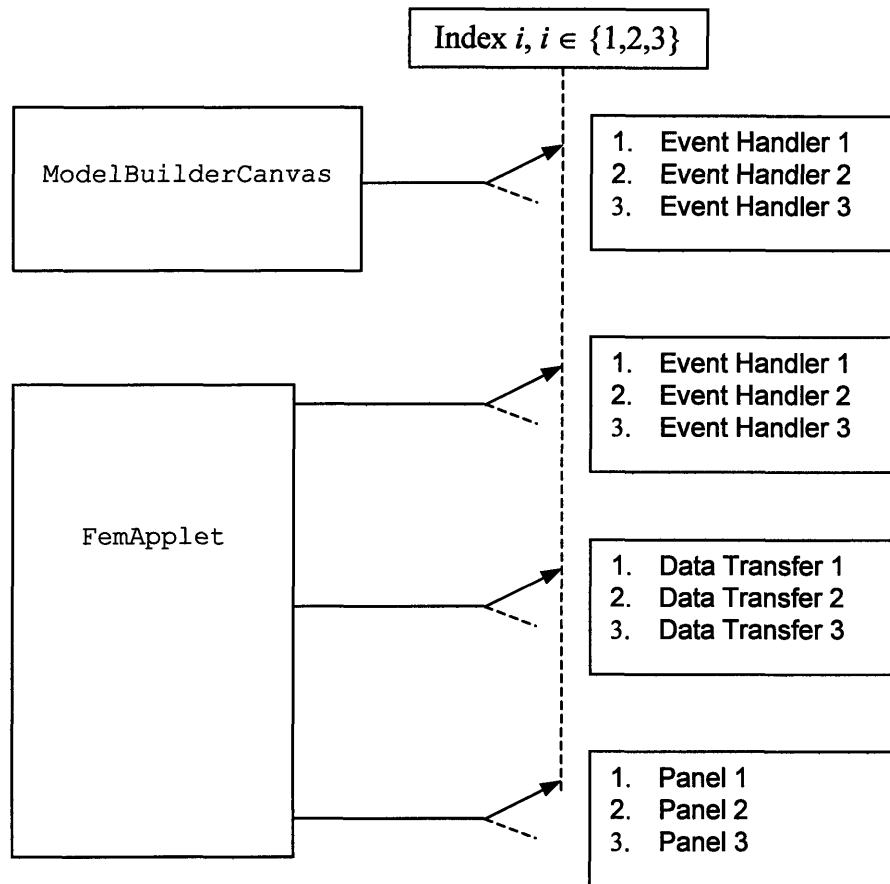 Index i, i ∈ {1,2,3}
ModelBuilderCanvas
1. Event Handler 1
2. Event Handler 2
3. Event Handler 3
1. Event Handler 1
2. Event Handler 2
3. Event Handler 3
FemApplet
1. Data Transfer 1
2. Data Transfer 2
3. Data Transfer 3
1. Panel 1
2. Panel 2
3. Panel 3